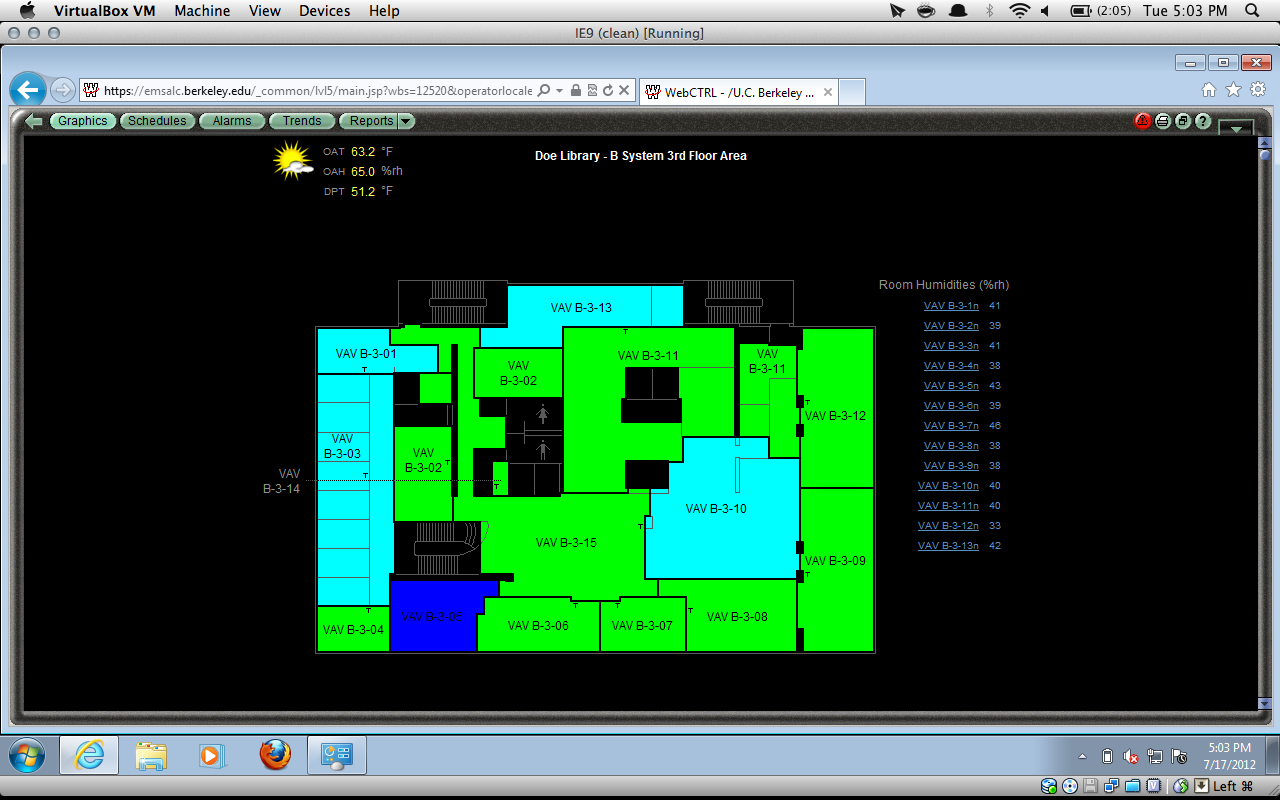 VirtualBox VM Machine View Devices Help
(2:05) Tue 5:03 PM
IE9 (clean) [Running]
https://emsalc.berkeley.edu/_common/lvl5/main.jsp?wbs=12520&operatorlocale
WebCTRL - /U.C. Berkeley ...
Graphics Schedules Alarms Trends Reports
OAT 63.2 °F
OAH 65.0 %rh
DPT 51.2 °F
Doe Library - B System 3rd Floor Area
Room Humidities (%rh)
VAV B-3-1n 41
VAV B-3-2n 39
VAV B-3-3n 41
VAV B-3-4n 38
VAV B-3-5n 43
VAV B-3-6n 39
VAV B-3-7n 46
VAV B-3-8n 38
VAV B-3-9n 38
VAV B-3-10n 40
VAV B-3-11n 40
VAV B-3-12n 33
VAV B-3-13n 42
VAV B-3-13
VAV B-3-01
VAV B-3-11
VAV
B-3-11
VAV
B-3-02
VAV B-3-12
VAV
B-3-03
VAV
B-3-02
VAV
B-3-14
VAV B-3-10
VAV B-3-15
VAV B-3-09
VAV B-3-05
VAV B-3-04
VAV B-3-06
VAV B-3-07
VAV B-3-08
5:03 PM
7/17/2012
Left ⌘